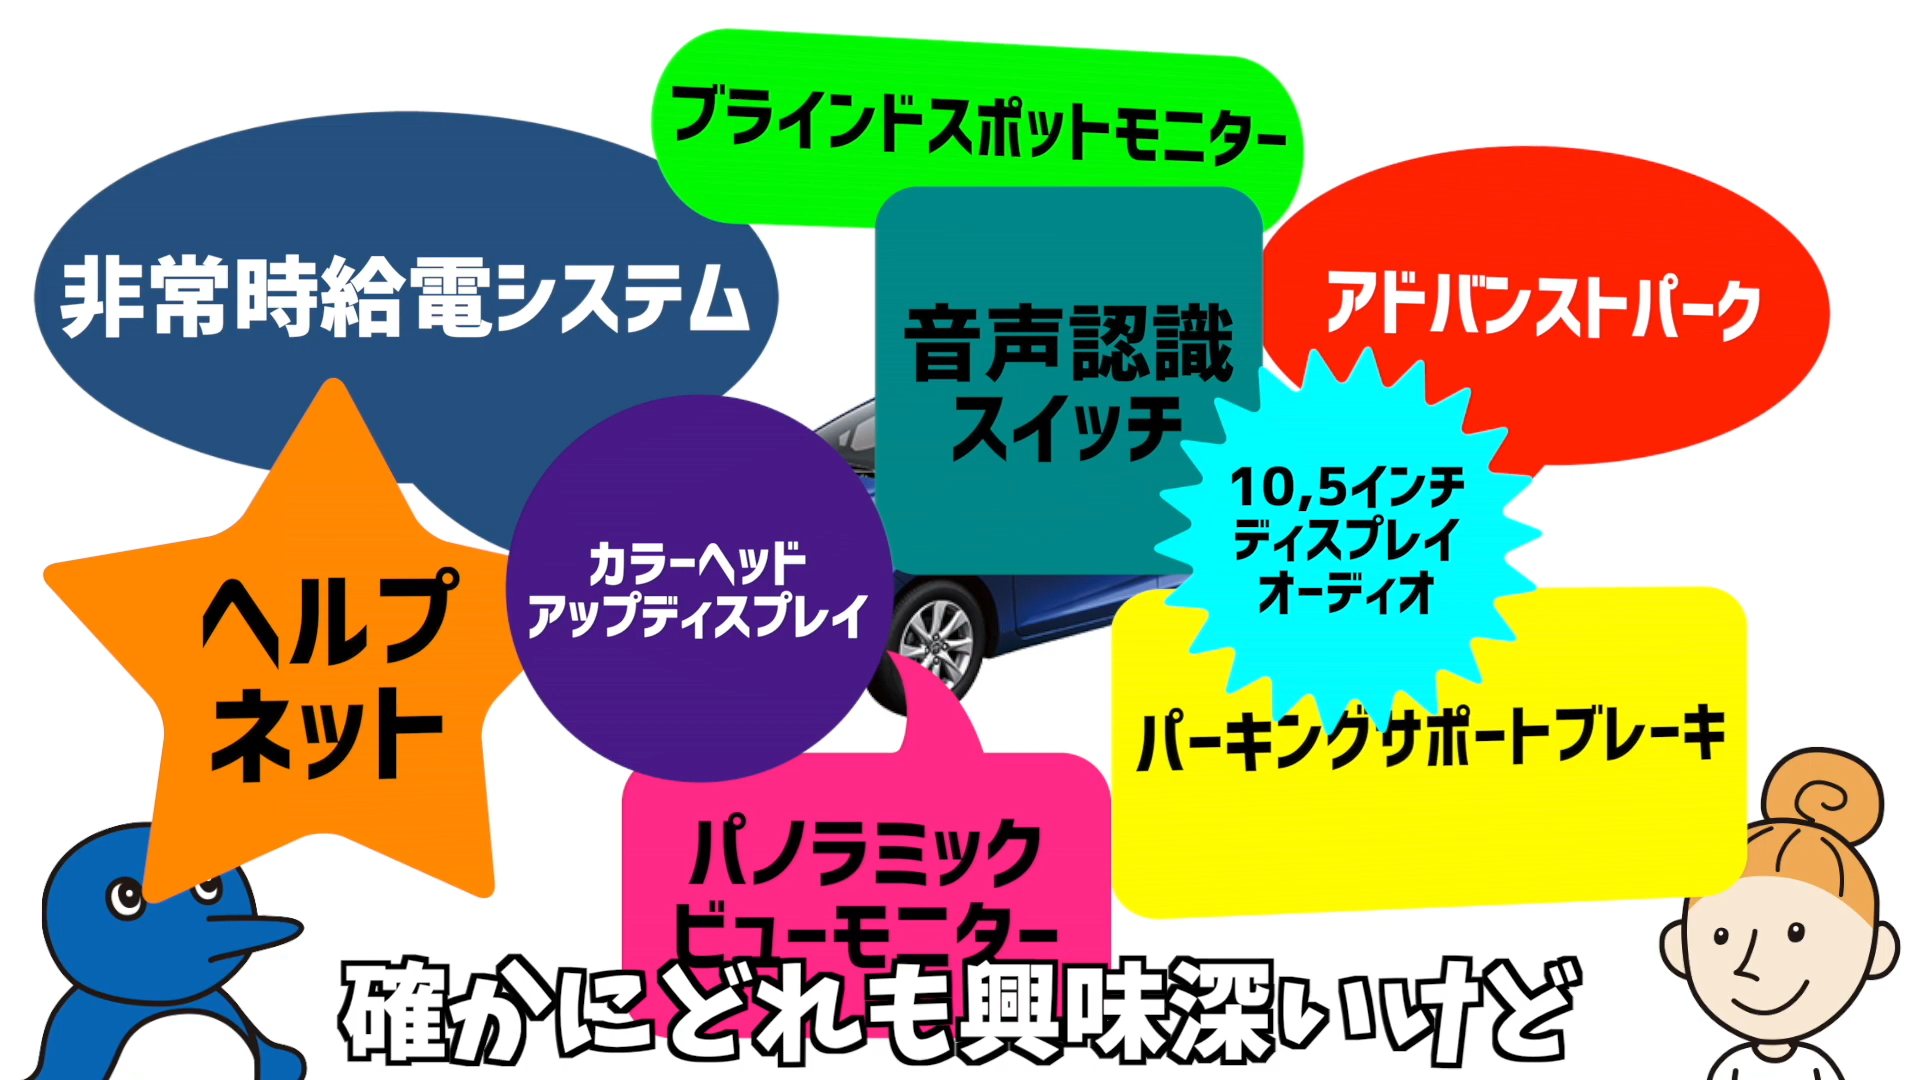 ブラインドスポットモニター
非常時給電システム
アドバンストパーク
音声認識
スイッチ
10,5インチ
ディスプレイ
オーディオ
カラーヘッド
アップディスプレイ
ヘルプ
ネット
パーキングサポートブレーキ
パノラミック
ビューモニター
確かにどれも興味深いけど